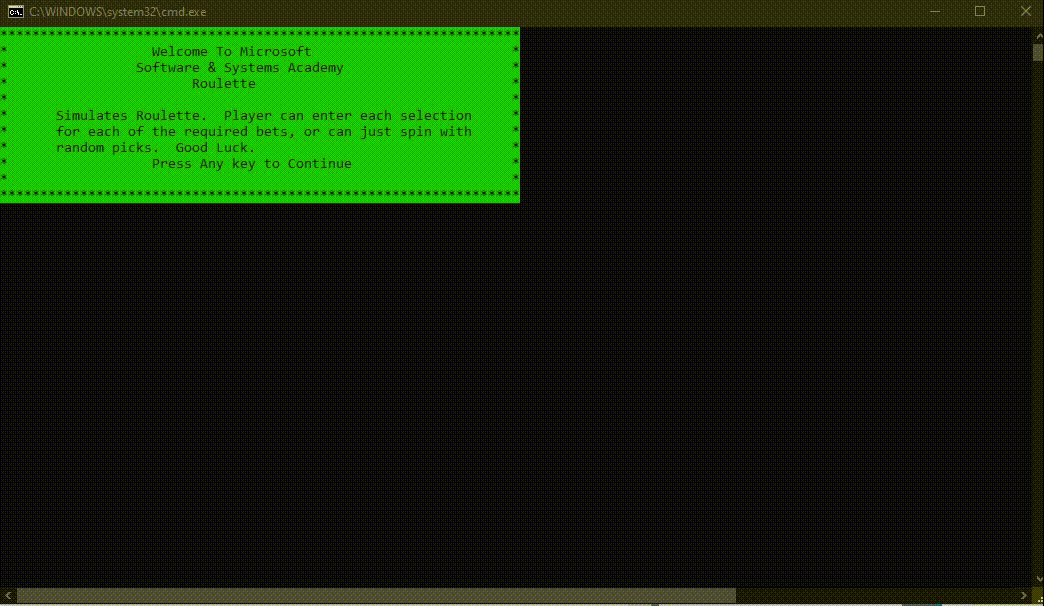 C:\WINDOWS\system32\cmd.exe
*****************************************************************
* Welcome To Microsoft *
* Software & Systems Academy *
* Roulette *
* *
* Simulates Roulette. Player can enter each selection *
* for each of the required bets, or can just spin with *
* random picks. Good Luck. *
* Press Any key to Continue *
* *
*****************************************************************